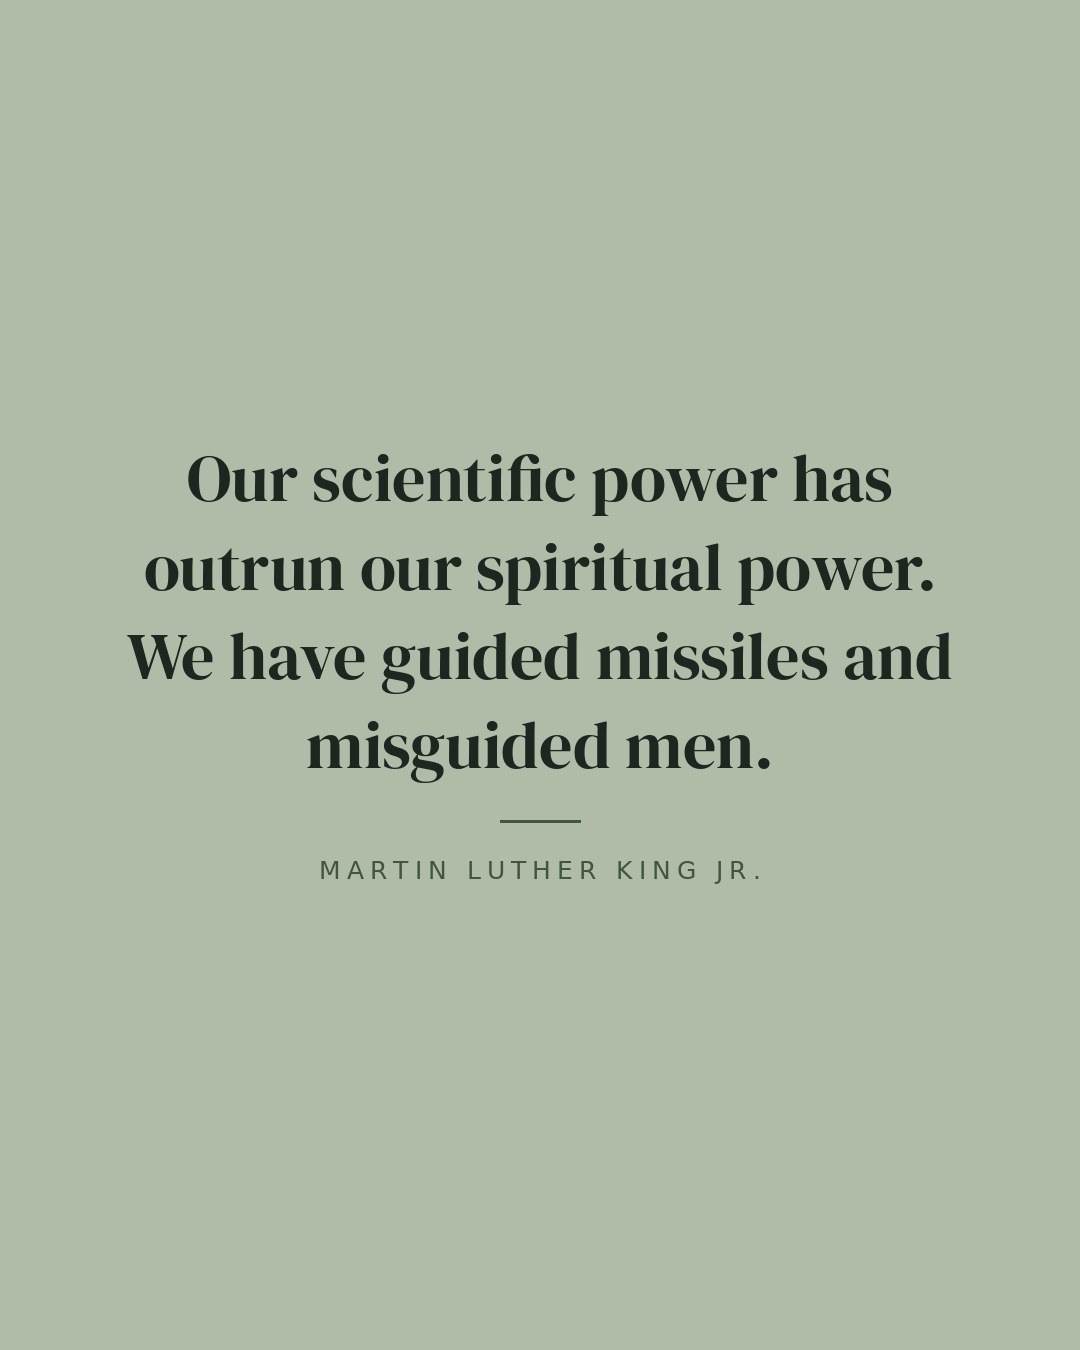 Our scientific power has
outrun our spiritual power.
We have guided missiles and
misguided men.
MARTIN LUTHER KING JR.